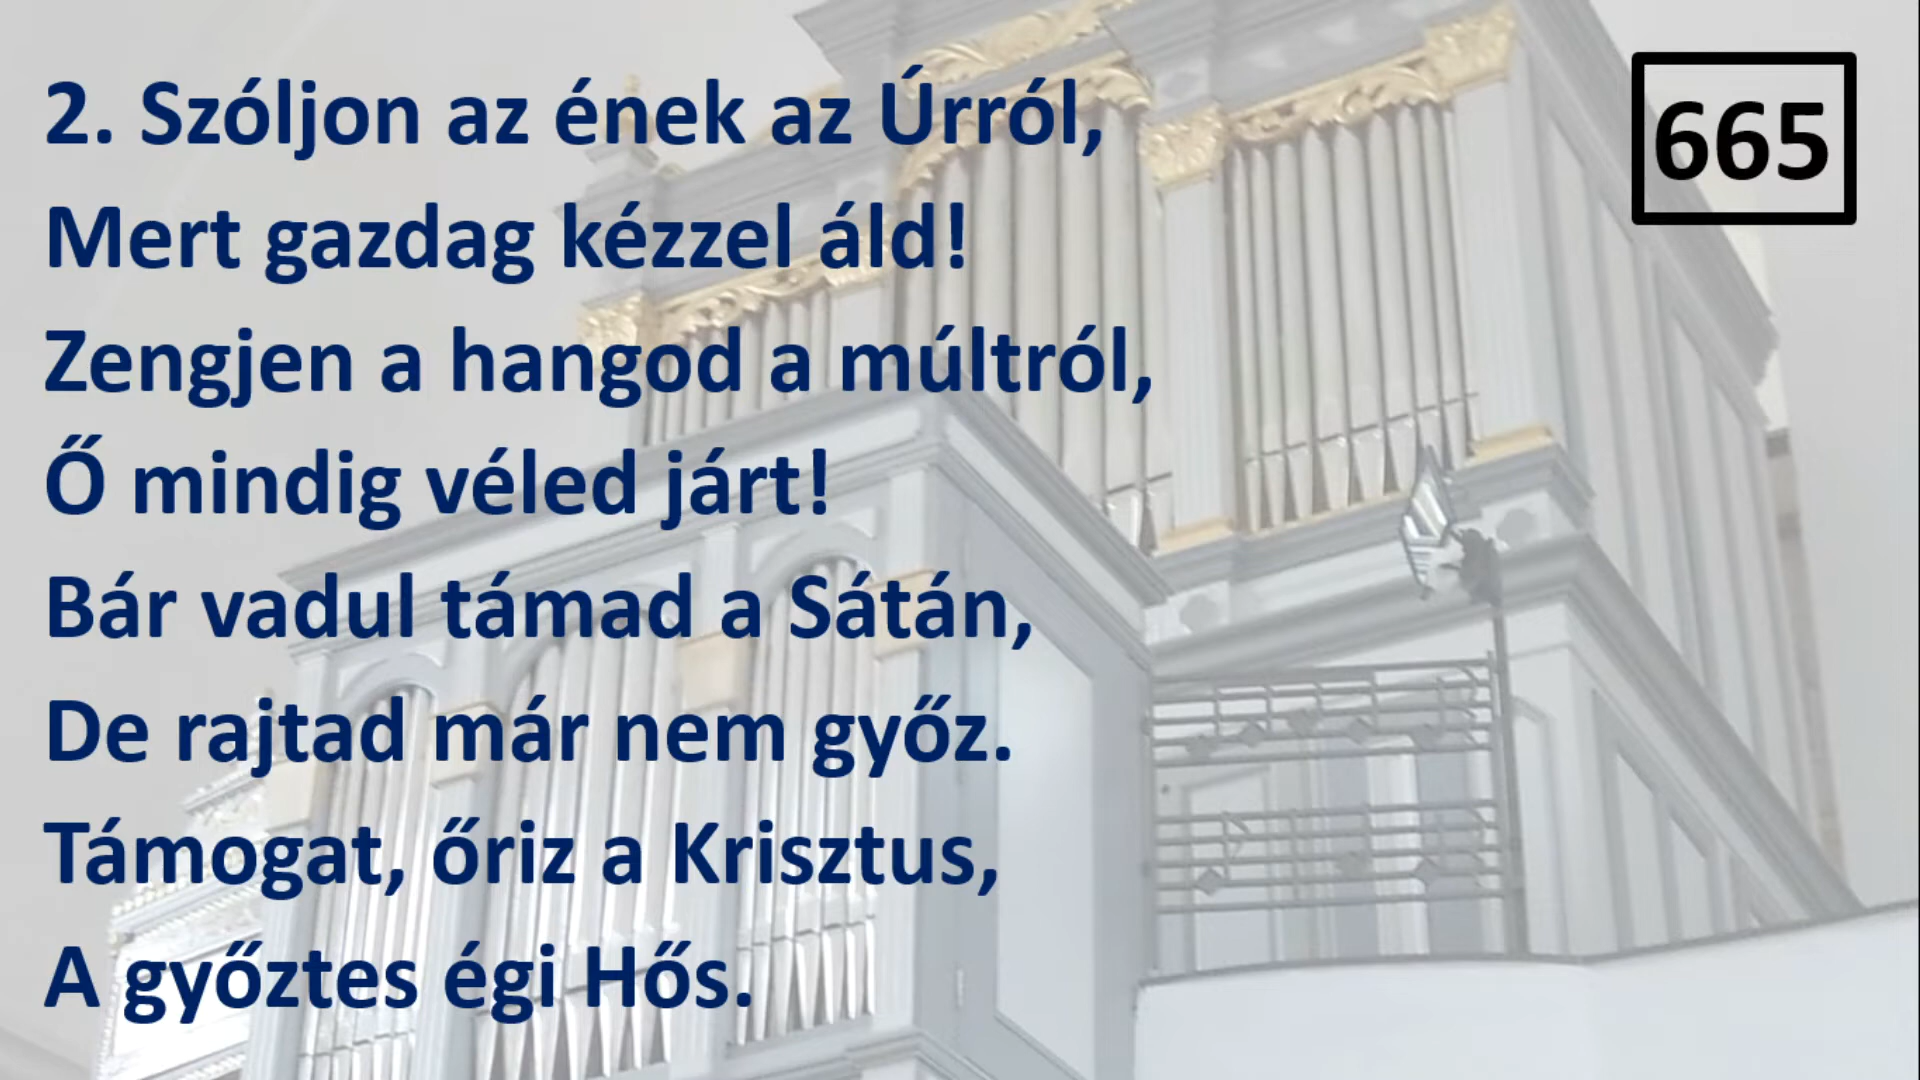 2. Szóljon az ének az Úrról,
Mert gazdag kézzel áld!
Zengjen a hangod a múltról,
Ő mindig véled járt!
Bár vadul támad a Sátán,
De rajtad már nem győz.
Támogat, őriz a Krisztus,
A győztes égi Hős.
665